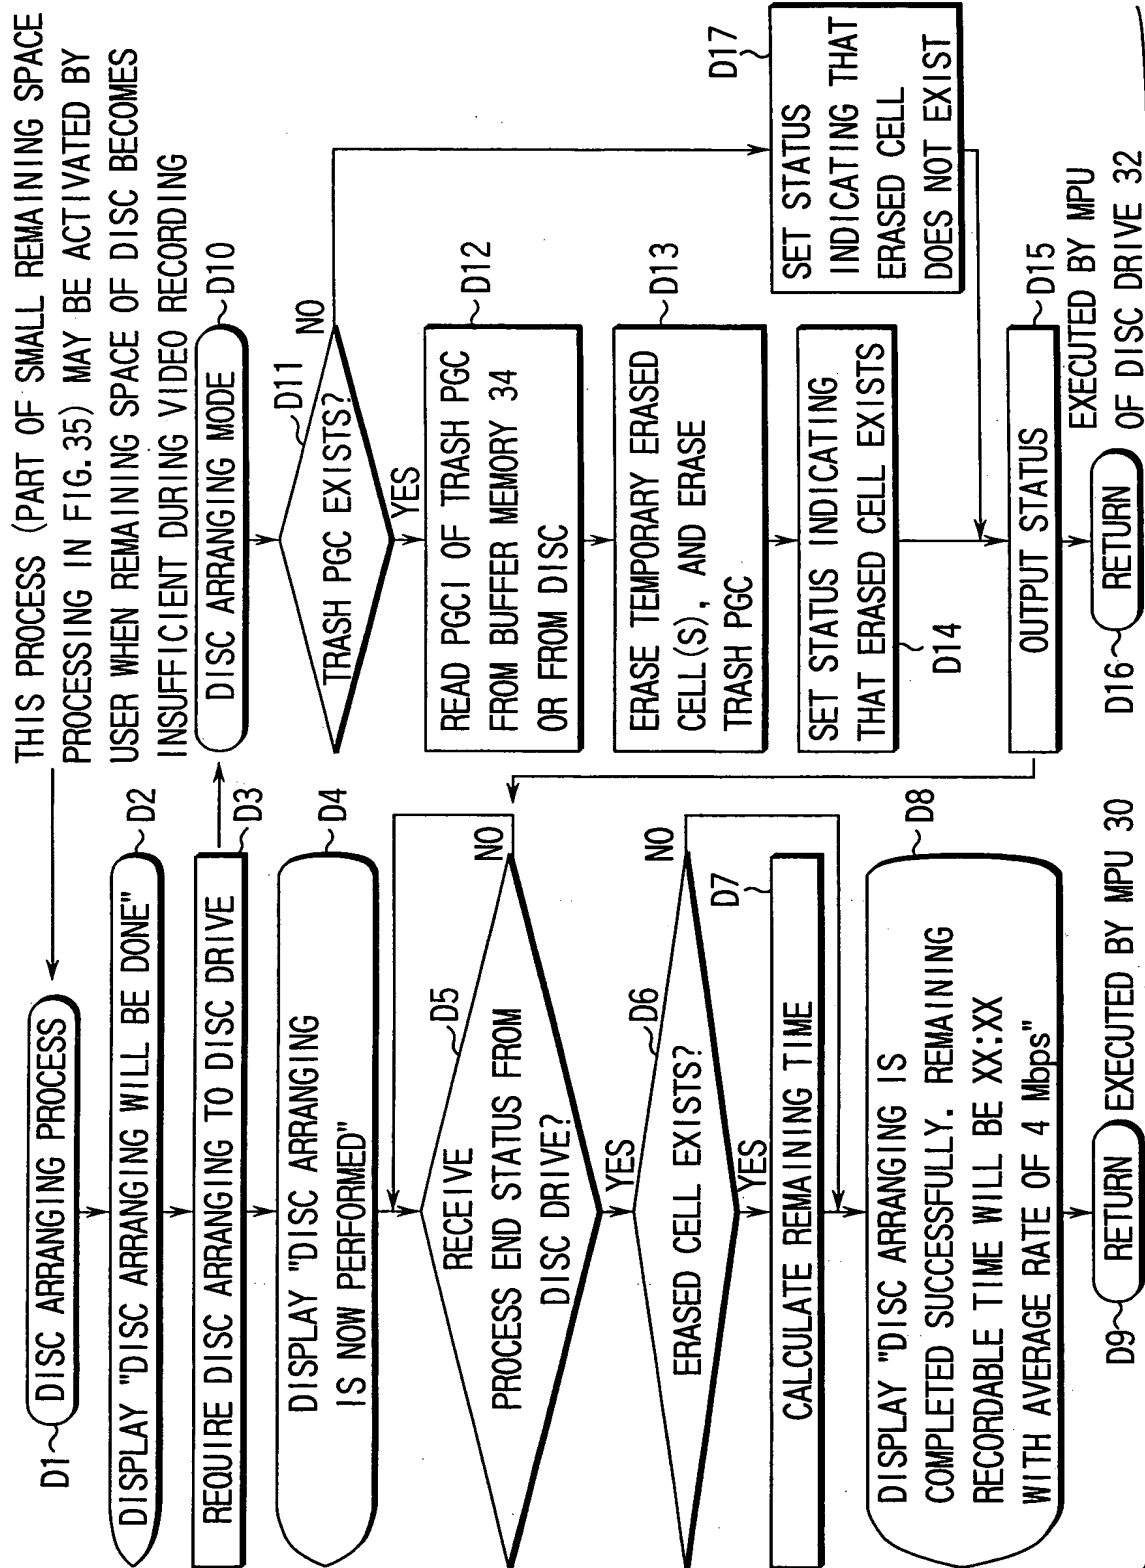 THIS PROCESS (PART OF SMALL REMAINING SPACE
PROCESSING IN FIG.35) MAY BE ACTIVATED BY
USER WHEN REMAINING SPACE OF DISC BECOMES
INSUFFICIENT DURING VIDEO RECORDING
D1
DISC ARRANGING PROCESS
DISPLAY "DISC ARRANGING WILL BE DONE"
D2
REQUIRE DISC ARRANGING TO DISC DRIVE
D3
DISPLAY "DISC ARRANGING
IS NOW PERFORMED"
D4
D5
RECEIVE
PROCESS END STATUS FROM
DISC DRIVE?
NO
YES
D6
ERASED CELL EXISTS?
NO
YES
D7
CALCULATE REMAINING TIME
D8
DISPLAY "DISC ARRANGING IS
COMPLETED SUCCESSFULLY. REMAINING
RECORDABLE TIME WILL BE XX:XX
WITH AVERAGE RATE OF 4 Mbps"
D9
RETURN
EXECUTED BY MPU 30
DISC ARRANGING MODE
D10
D11
TRASH PGC EXISTS?
NO
YES
D12
READ PGCI OF TRASH PGC
FROM BUFFER MEMORY 34
OR FROM DISC
D13
ERASE TEMPORARY ERASED
CELL(S), AND ERASE
TRASH PGC
SET STATUS INDICATING
THAT ERASED CELL EXISTS
D14
D17
SET STATUS
INDICATING THAT
ERASED CELL
DOES NOT EXIST
OUTPUT STATUS
D15
D16
RETURN
EXECUTED BY MPU
OF DISC DRIVE 32